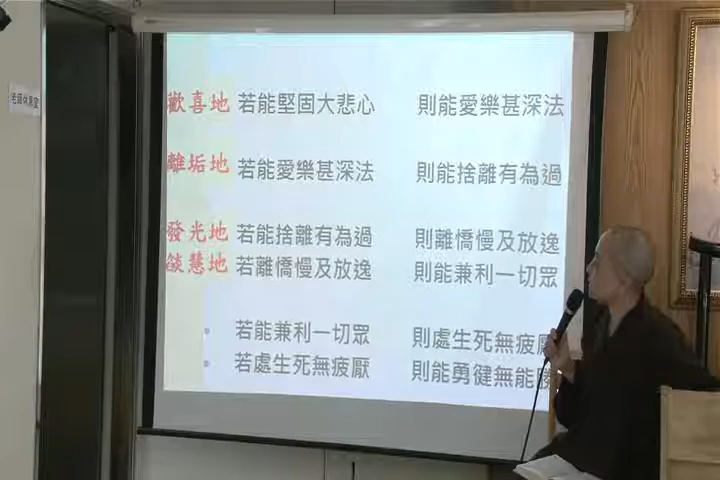 歡喜地 若能堅固大悲心 則能愛樂甚深法
離垢地 若能愛樂甚深法 則能捨離有為過
發光地 若能捨離有為過 則離憍慢及放逸
燄慧地 若離憍慢及放逸 則能兼利一切眾
若能兼利一切眾 則處生死無疲厭
若處生死無疲厭 則能勇健無能